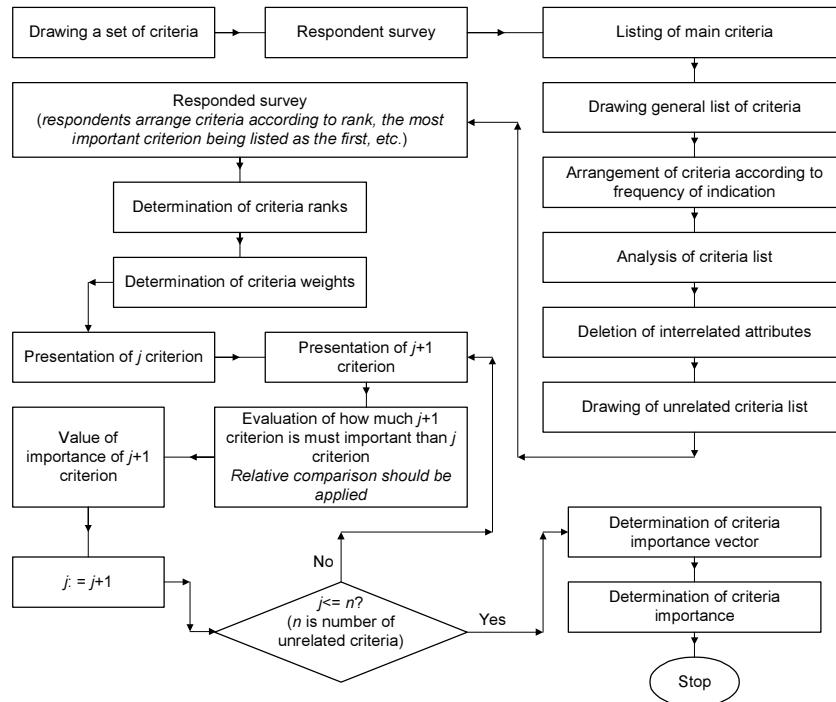 Drawing a set of criteria
Respondent survey
Listing of main criteria
Drawing general list of criteria
Arrangement of criteria according to
frequency of indication
Analysis of criteria list
Deletion of interrelated attributes
Drawing of unrelated criteria list
Responded survey
(respondents arrange criteria according to rank, the most
important criterion being listed as the first, etc.)
Determination of criteria ranks
Determination of criteria weights
Presentation of j criterion
Presentation of j+1
criterion
Evaluation of how much j+1
criterion is must important than j
criterion
Relative comparison should be
applied
Value of
importance of j+1
criterion
j: = j+1
j<= n?
(n is number of
unrelated criteria)
No
Yes
Determination of criteria
importance vector
Determination of criteria
importance
Stop